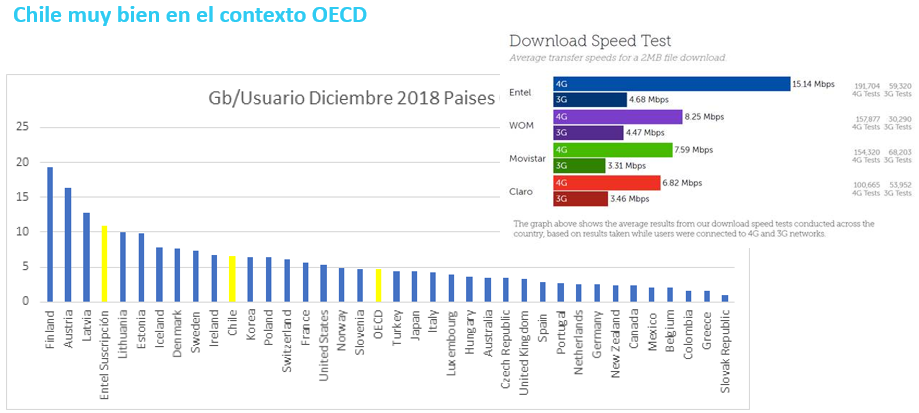 Chile muy bien en el contexto OECD
Download Speed Test
Average transfer speeds for a 2MB file download
Entel
4G
15.14 Mbps
3G
4.68 Mbps
191,704 59,320
4G Tests 3G Tests
WOM
4G
8.25 Mbps
3G
4.47 Mbps
157,877 30,290
4G Tests 3G Tests
Movistar
4G
7.59 Mbps
3G
3.31 Mbps
154,320 68,203
4G Tests 3G Tests
Claro
4G
6.82 Mbps
3G
3.46 Mbps
100,665 53,952
4G Tests 3G Tests
The graph above shows the average results from our download speed tests conducted across the
country, based on results taken while users were connected to 4G and 3G networks.
Gb/Usuario Diciembre 2018 Paises
25
20
15
10
5
0
Finland
Austria
Latvia
Entel Suscripción
Lithuania
Estonia
Iceland
Denmark
Sweden
Ireland
Chile
Korea
Poland
Switzerland
France
United States
Norway
Slovenia
OECD
Turkey
Japan
Italy
Luxembourg
Hungary
Australia
Czech Republic
United Kingdom
Spain
Portugal
Netherlands
Germany
New Zealand
Canada
Mexico
Belgium
Colombia
Greece
Slovak Republic